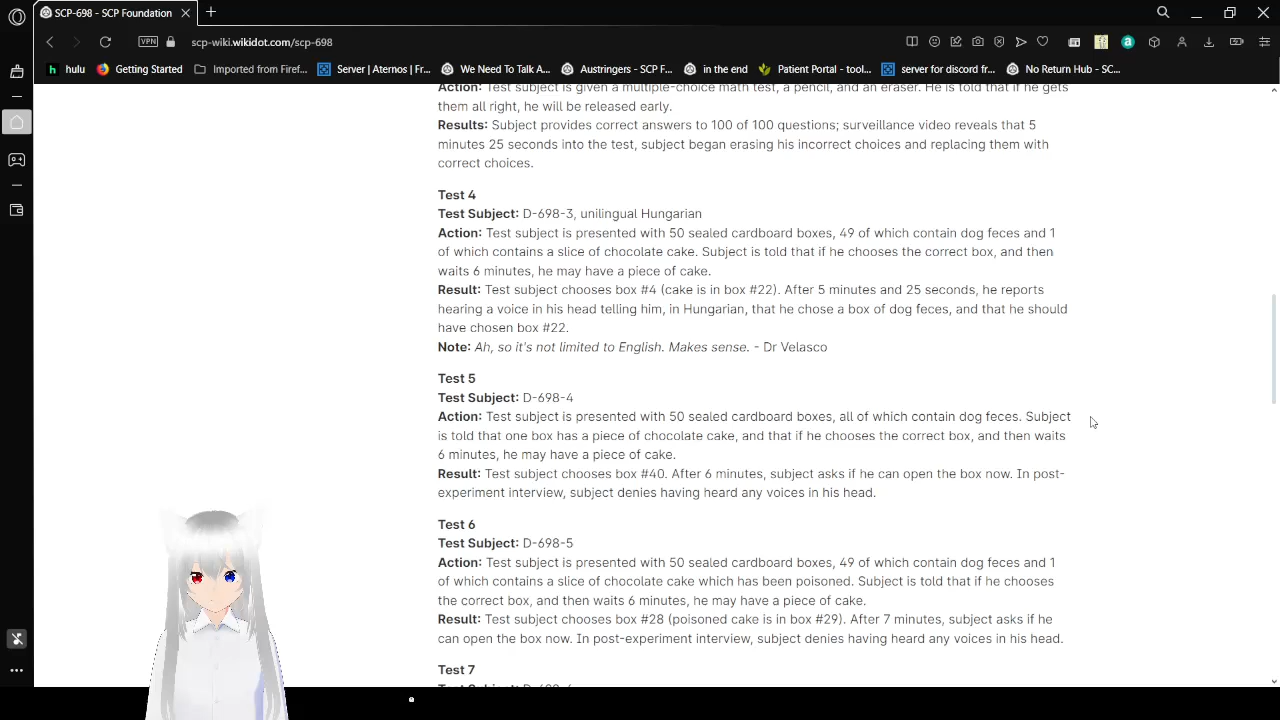 SCP-698 - SCP Foundation
VPN
scp-wiki.wikidot.com/scp-698
hulu
Getting Started
Imported from Firef...
Server | Aternos | Fr...
We Need To Talk A...
Austringers - SCP F...
in the end
Patient Portal - tool...
server for discord fr...
No Return Hub - SC...
Action: Test subject is given a multiple-choice math test, a pencil, and an eraser. He is told that if he gets
them all right, he will be released early.
Results: Subject provides correct answers to 100 of 100 questions; surveillance video reveals that 5
minutes 25 seconds into the test, subject began erasing his incorrect choices and replacing them with
correct choices.
Test 4
Test Subject: D-698-3, unilingual Hungarian
Action: Test subject is presented with 50 sealed cardboard boxes, 49 of which contain dog feces and 1
of which contains a slice of chocolate cake. Subject is told that if he chooses the correct box, and then
waits 6 minutes, he may have a piece of cake.
Result: Test subject chooses box #4 (cake is in box #22). After 5 minutes and 25 seconds, he reports
hearing a voice in his head telling him, in Hungarian, that he chose a box of dog feces, and that he should
have chosen box #22.
Note: Ah, so it's not limited to English. Makes sense. - Dr Velasco
Test 5
Test Subject: D-698-4
Action: Test subject is presented with 50 sealed cardboard boxes, all of which contain dog feces. Subject
is told that one box has a piece of chocolate cake, and that if he chooses the correct box, and then waits
6 minutes, he may have a piece of cake.
Result: Test subject chooses box #40. After 6 minutes, subject asks if he can open the box now. In post-
experiment interview, subject denies having heard any voices in his head.
Test 6
Test Subject: D-698-5
Action: Test subject is presented with 50 sealed cardboard boxes, 49 of which contain dog feces and 1
of which contains a slice of chocolate cake which has been poisoned. Subject is told that if he chooses
the correct box, and then waits 6 minutes, he may have a piece of cake.
Result: Test subject chooses box #28 (poisoned cake is in box #29). After 7 minutes, subject asks if he
can open the box now. In post-experiment interview, subject denies having heard any voices in his head.
Test 7